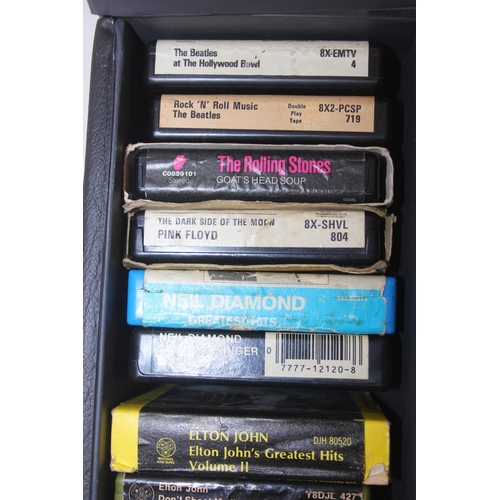 The Beatles 8X-EMTV
at The Hollywood Bowl 4
Rock 'N' Roll Music Double 8X2-PCSP
The Beatles Play 719
Tape
The Rolling Stones
CO859101 GOAT'S HEAD SOUP
Stereo
THE DARK SIDE OF THE MOON 8X-SHVL
PINK FLOYD 804
NEIL DIAMOND
GREATEST HITS
NEIL DIAMOND
7777-12120-8
ELTON JOHN DJH 80520
Elton John's Greatest Hits
Volume II
Elton John Y8DJL 427